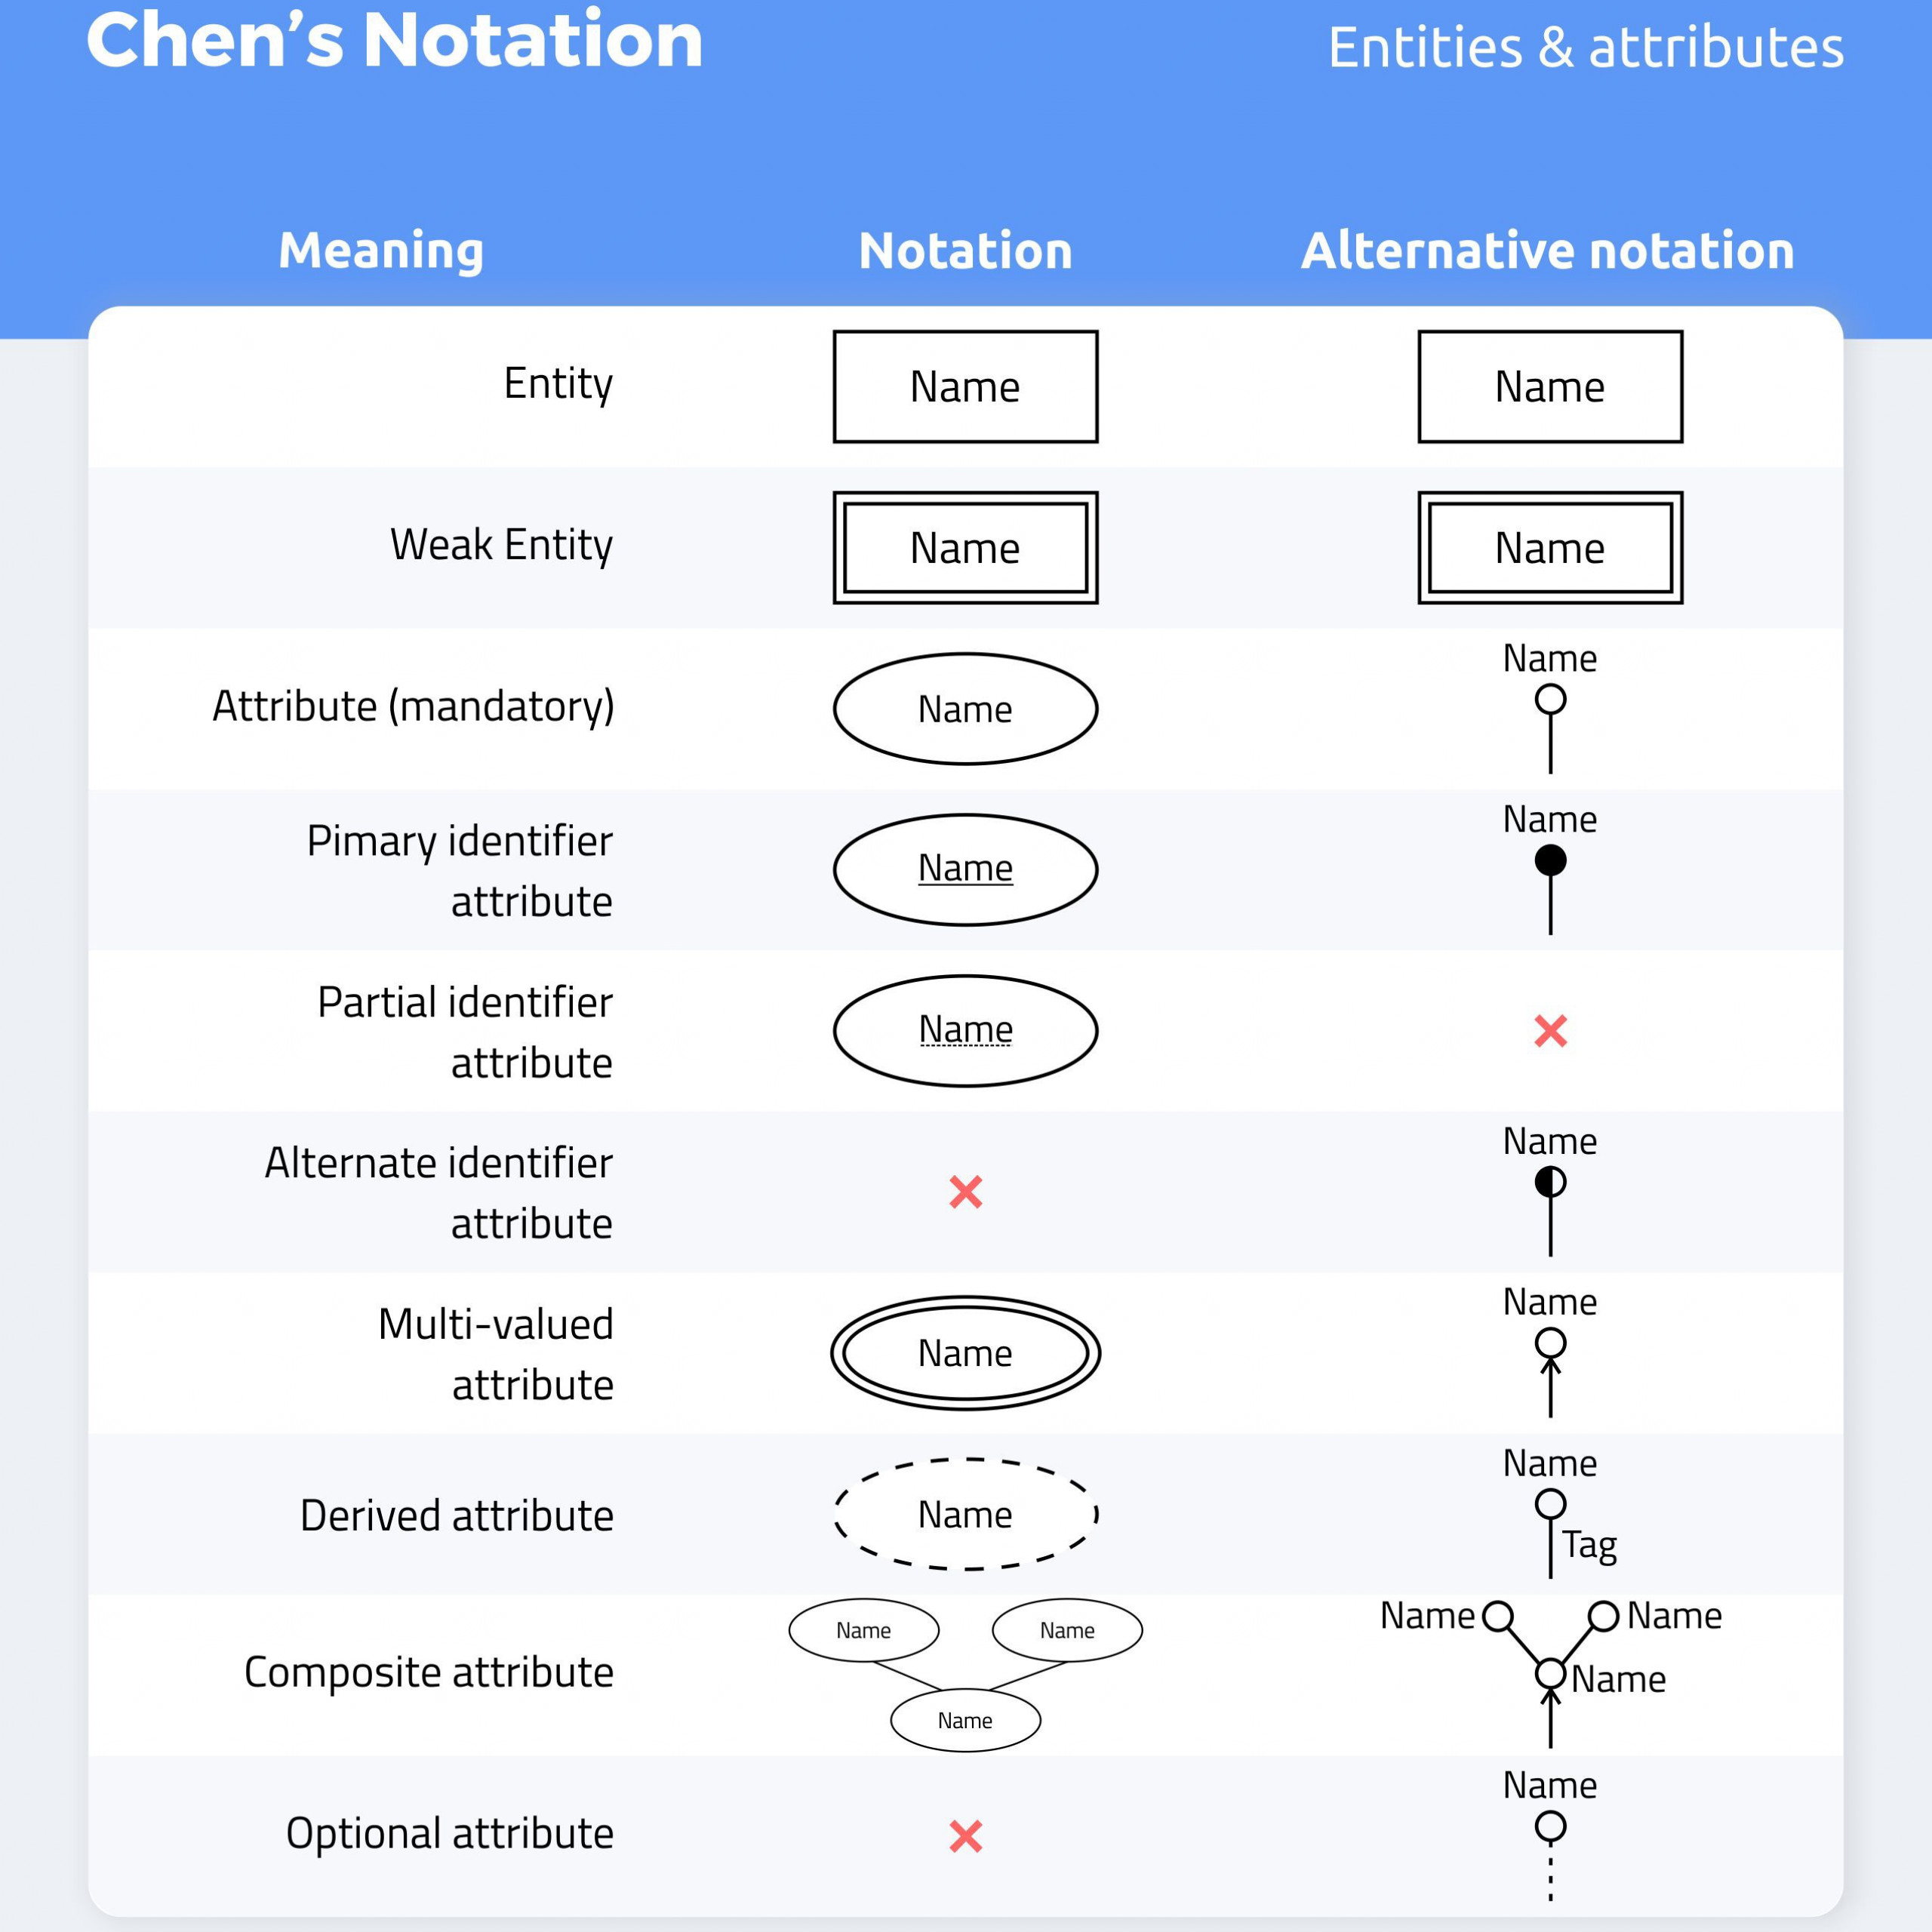 Chen’s Notation
Entities & attributes
Meaning
Notation
Alternative notation
Entity
Name
Name
Weak Entity
Name
Name
Attribute (mandatory)
Name
Name
Pimary identifier
attribute
Name
Name
Partial identifier
attribute
Name
Alternate identifier
attribute
Name
Multi-valued
attribute
Name
Name
Derived attribute
Name
Name
Tag
Composite attribute
Name
Name
Name
Name
Name
Name
Optional attribute
Name